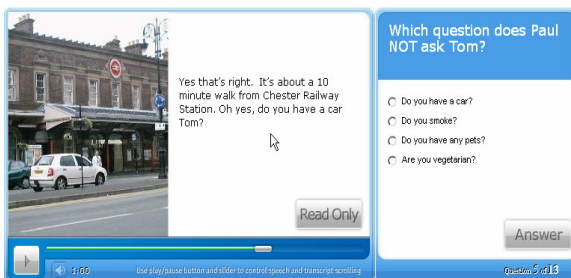 Yes that's right. It's about a 10
minute walk from Chester Railway
Station. Oh yes, do you have a car
Tom?
Read Only
1:00
Use play/pause button and slider to control speech and transcript scrolling
Which question does Paul
NOT ask Tom?
Do you have a car?
Do you smoke?
Do you have any pets?
Are you vegetarian?
Answer
Question 5 of 13